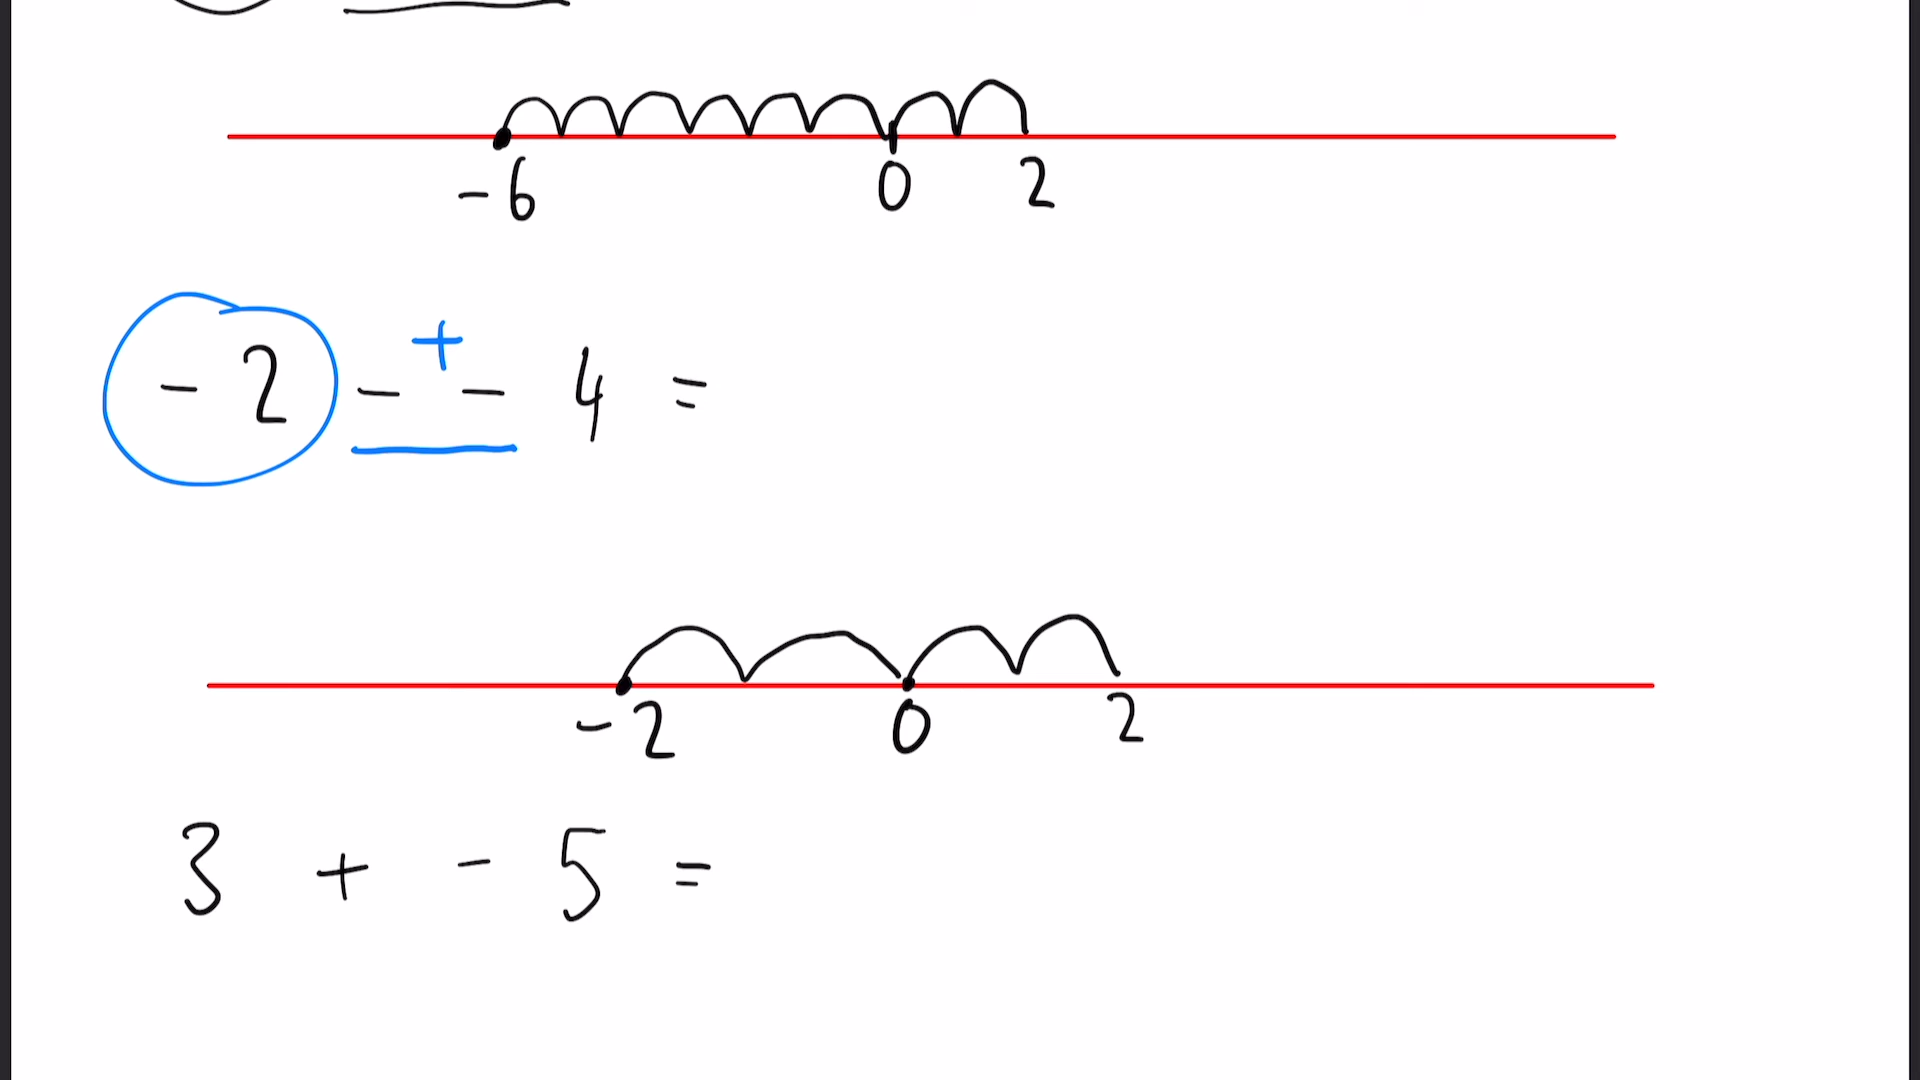 -6 0 2
+
-2 - - 4 =
-2 0 2
3 + - 5 =